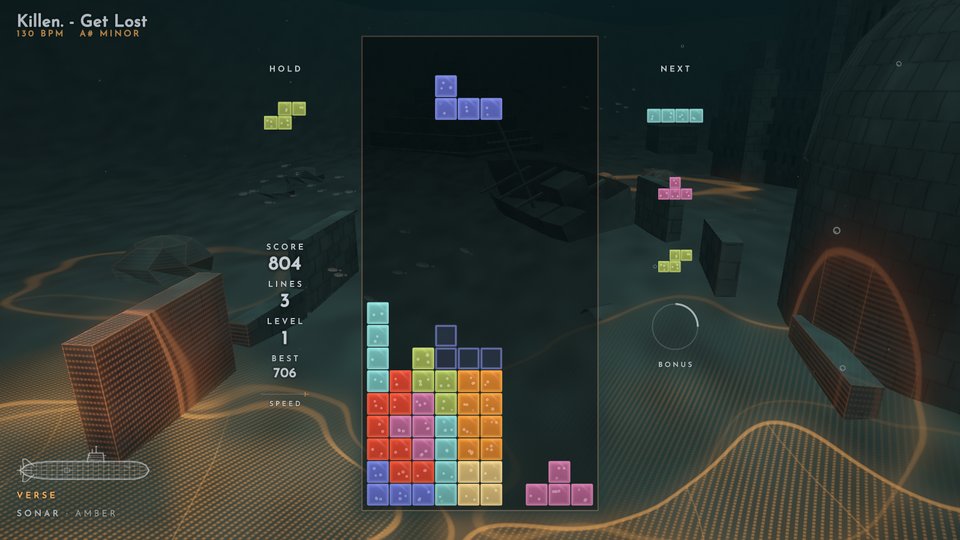 Killen. - Get Lost
130 BPM A# MINOR
HOLD
NEXT
SCORE
804
LINES
3
LEVEL
1
BEST
706
SPEED
BONUS
VERSE
SONAR · AMBER